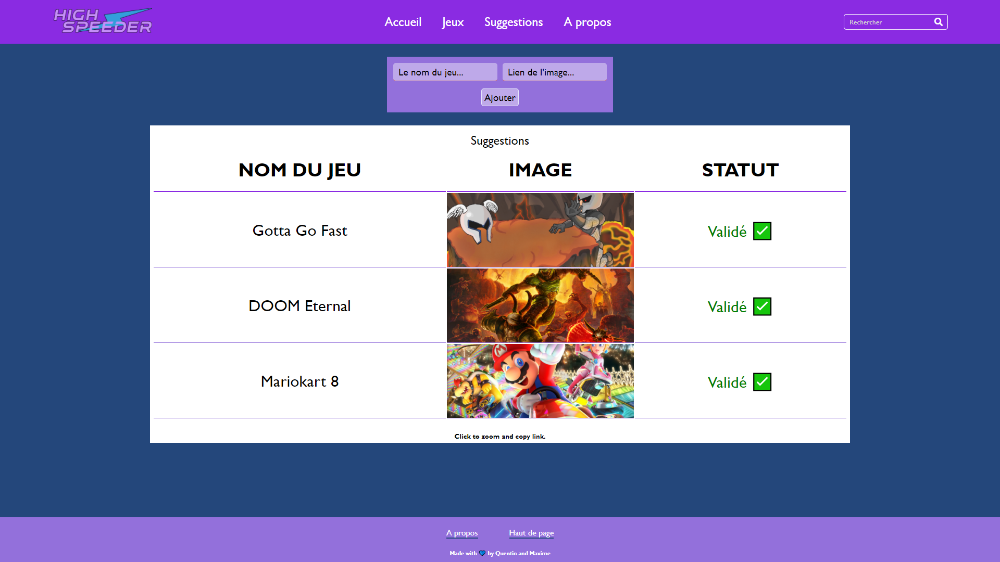 HIGH SPEEDER
Accueil Jeux Suggestions A propos
Rechercher
Le nom du jeu... Lien de l'image...
Ajouter
Suggestions
NOM DU JEU IMAGE STATUT
Gotta Go Fast Validé
DOOM Eternal Validé
Mariokart 8 Validé
Click to zoom and copy link.
A propos Haut de page
Made with 💙 by Quentin and Maxime